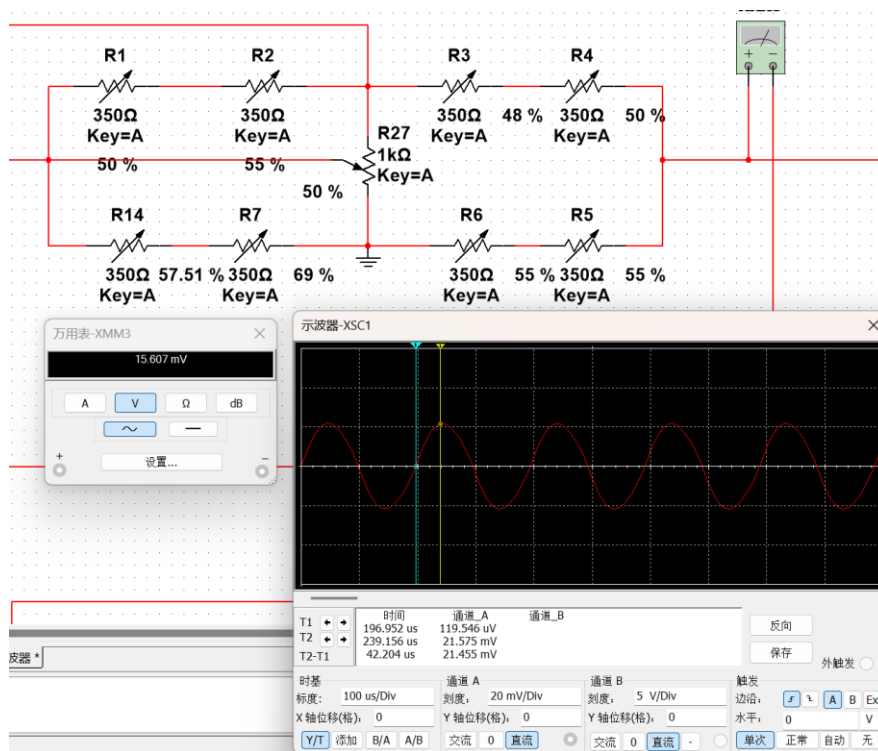 R1 R2 R3 R4
350Ω 350Ω 350Ω 48 % 350Ω 50 %
Key=A Key=A Key=A Key=A
50 % 55 %
R27
1kΩ
Key=A
50 %
R14 R7 R6 R5
350Ω 57.51 % 350Ω 69 % 350Ω 55 % 350Ω 55 %
Key=A Key=A Key=A Key=A
+ −
万用表-XMM3
15.607 mV
A V Ω dB
+ 设置... −
示波器-XSC1
时间 通道_A 通道_B
T1 196.952 us 119.546 uV
T2 239.156 us 21.575 mV
T2-T1 42.204 us 21.455 mV
反向
保存
外触发
波器 *
时基 通道 A 通道 B 触发
标度: 100 us/Div 刻度: 20 mV/Div 刻度: 5 V/Div 边沿: A B Ex
X 轴位移(格): 0 Y 轴位移(格): 0 Y 轴位移(格): 0 水平: 0 V
Y/T 添加 B/A A/B 交流 0 直流 交流 0 直流 - 单次 正常 自动 无